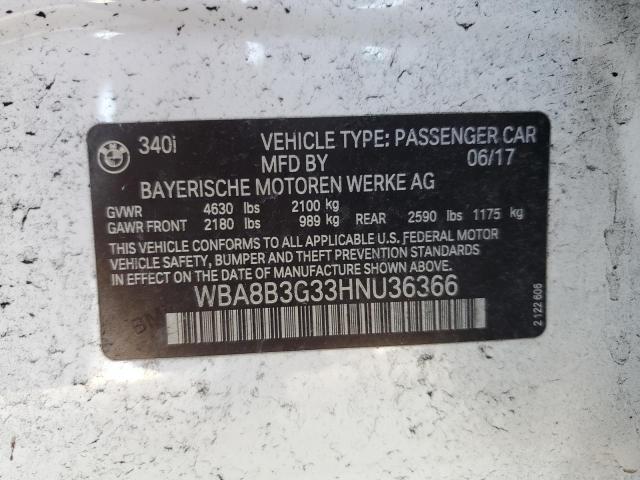 340i VEHICLE TYPE: PASSENGER CAR
MFD BY 06/17
BAYERISCHE MOTOREN WERKE AG
GVWR 4630 lbs 2100 kg
GAWR FRONT 2180 lbs 989 kg REAR 2590 lbs 1175 kg
THIS VEHICLE CONFORMS TO ALL APPLICABLE U.S. FEDERAL MOTOR
VEHICLE SAFETY, BUMPER AND THEFT PREVENTION STANDARDS
IN EFFECT ON THE DATE OF MANUFACTURE SHOWN ABOVE.
WBA8B3G33HNU36366
2 122 606